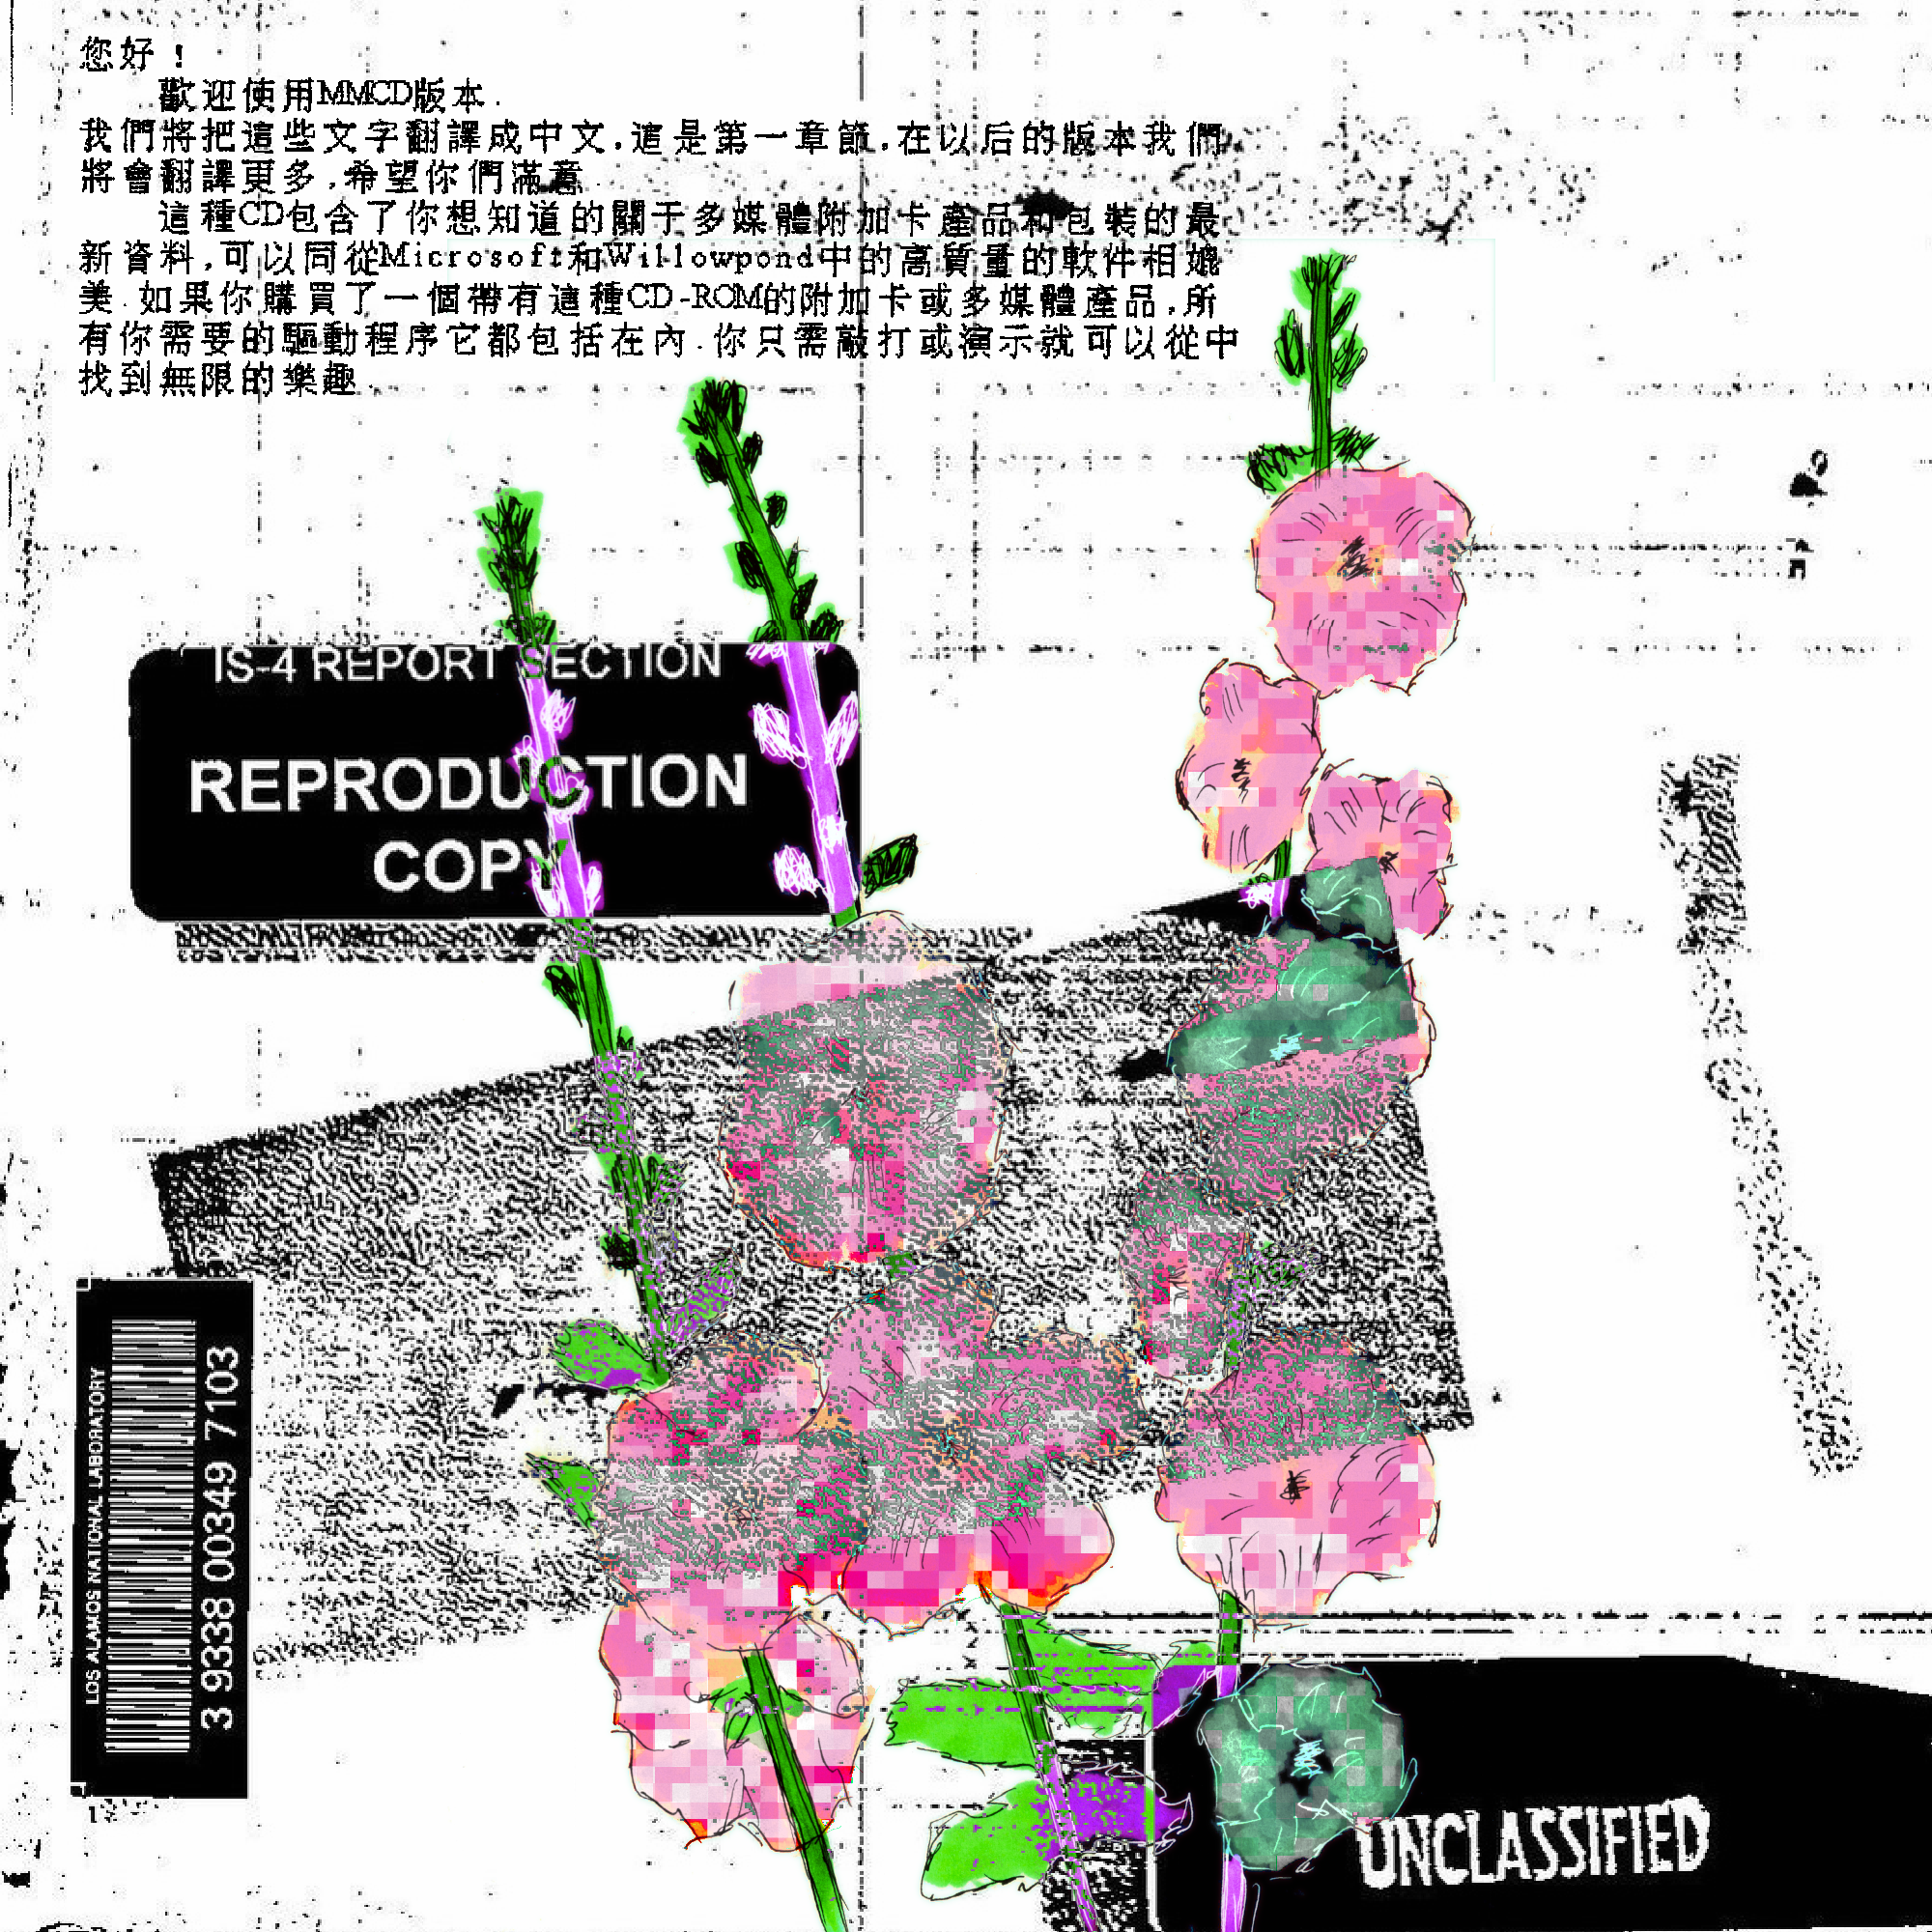 您好！
歡迎使用MMCD版本.
我們將把這些文字翻譯成中文,這是第一章節,在以后的版本我們
將會翻譯更多,希望你們滿意.
這種CD包含了你想知道的關于多媒體附加卡產品和包裝的最
新資料,可以同從Microsoft和Willowpond中的高質量的軟件相媲
美.如果你購買了一個帶有這種CD-ROM的附加卡或多媒體產品,所
有你需要的驅動程序它都包括在內.你只需敲打或演示就可以從中
找到無限的樂趣.
IS-4 REPORT SECTION
REPRODUCTION
COPY
LOS ALAMOS NATIONAL LABORATORY
3 9338 00349 7103
UNCLASSIFIED